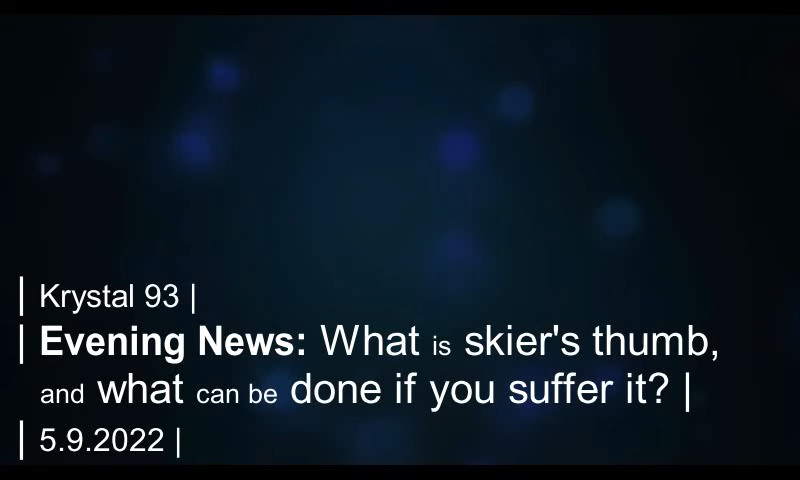 | Krystal 93 |
| Evening News: What is skier's thumb,
and what can be done if you suffer it? |
| 5.9.2022 |